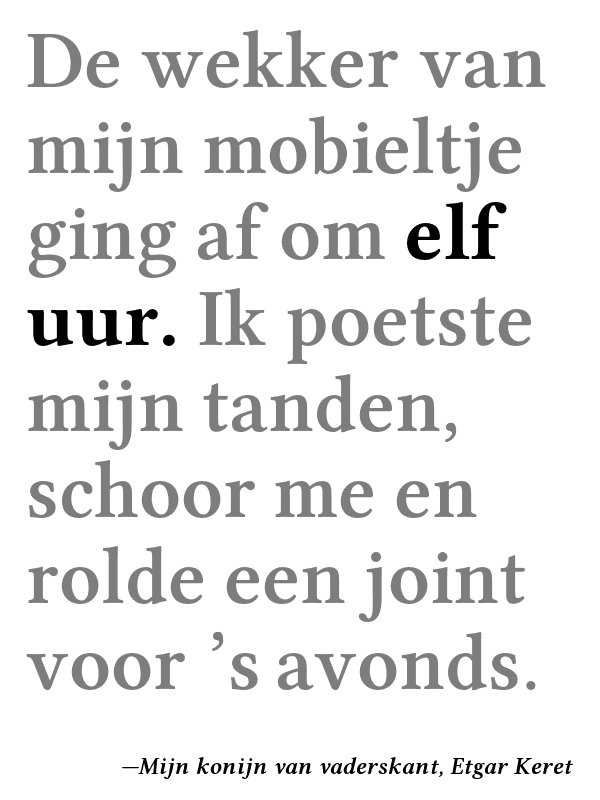 De wekker van
mijn mobieltje
ging af om elf
uur. Ik poetste
mijn tanden,
schoor me en
rolde een joint
voor ’s avonds.
—Mijn konijn van vaderskant, Etgar Keret